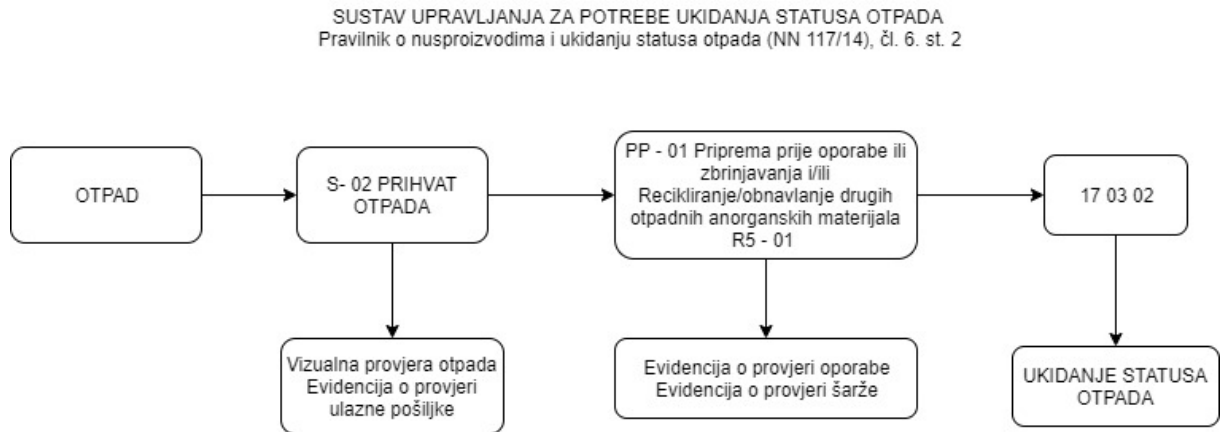 SUSTAV UPRAVLJANJA ZA POTREBE UKIDANJA STATUSA OTPADA
Pravilnik o nusproizvodima i ukidanju statusa otpada (NN 117/14), čl. 6. st. 2
OTPAD
S- 02 PRIHVAT
OTPADA
PP - 01 Priprema prije oporabe ili
zbrinjavanja i/ili
Recikliranje/obnavlanje drugih
otpadnih anorganskih materijala
R5 - 01
17 03 02
Vizualna provjera otpada
Evidencija o provjeri
ulazne pošiljke
Evidencija o provjeri oporabe
Evidencija o provjeri šarže
UKIDANJE STATUSA
OTPADA